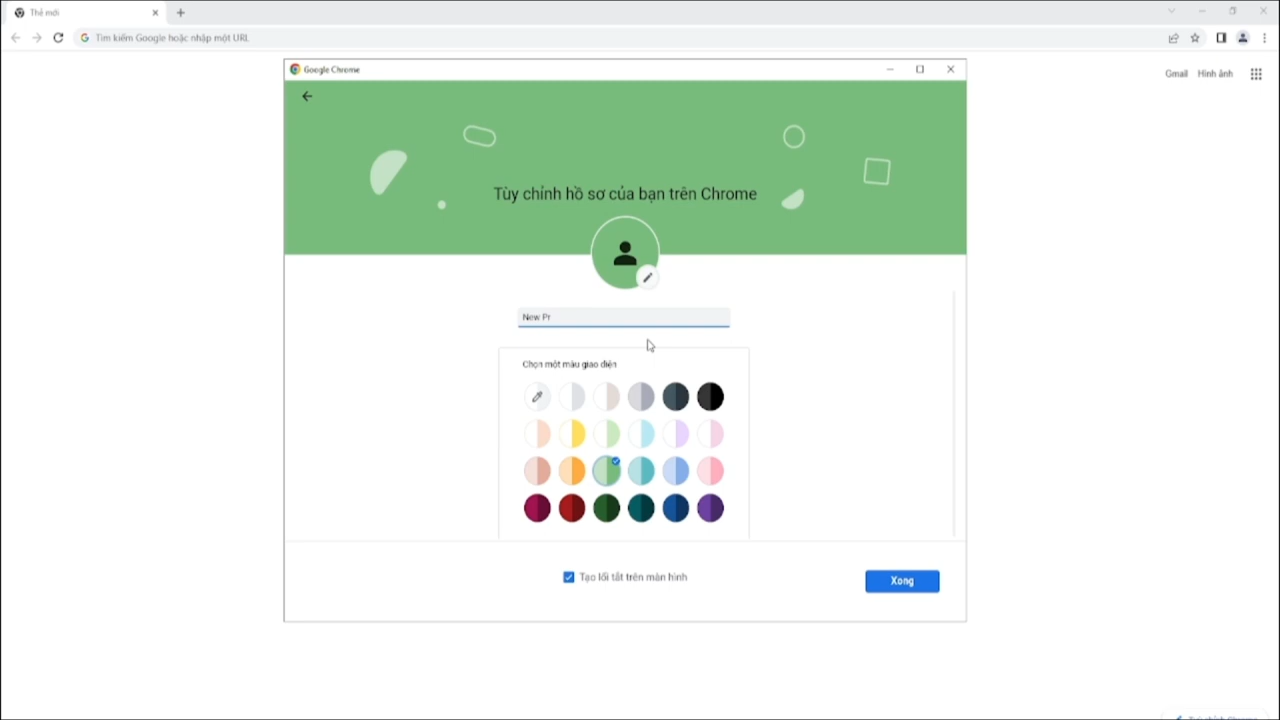 Thẻ mới
Tìm kiếm Google hoặc nhập một URL
Google Chrome
Gmail Hình ảnh
Tùy chỉnh hồ sơ của bạn trên Chrome
New Pr
Chọn một màu giao diện
Tạo lối tắt trên màn hình
Xong